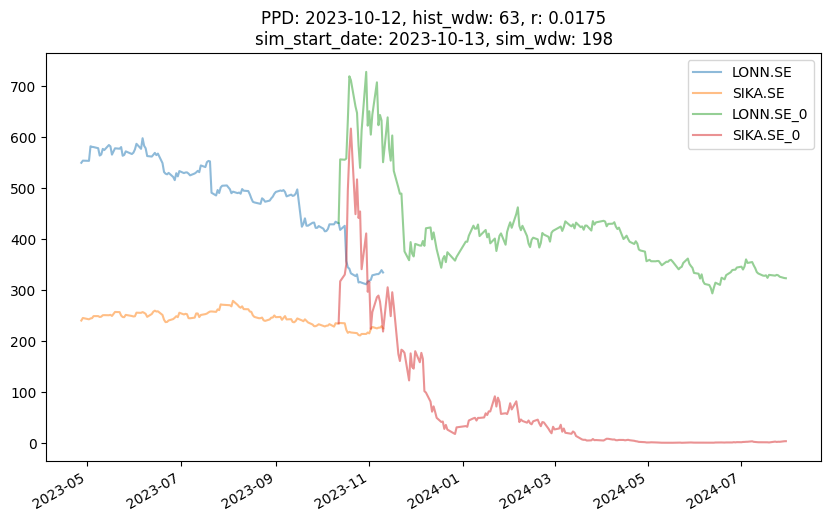 PPD: 2023-10-12, hist_wdw: 63, r: 0.0175
sim_start_date: 2023-10-13, sim_wdw: 198
LONN.SE
SIKA.SE
LONN.SE_0
SIKA.SE_0
700
600
500
400
300
200
100
0
2023-05
2023-07
2023-09
2023-11
2024-01
2024-03
2024-05
2024-07